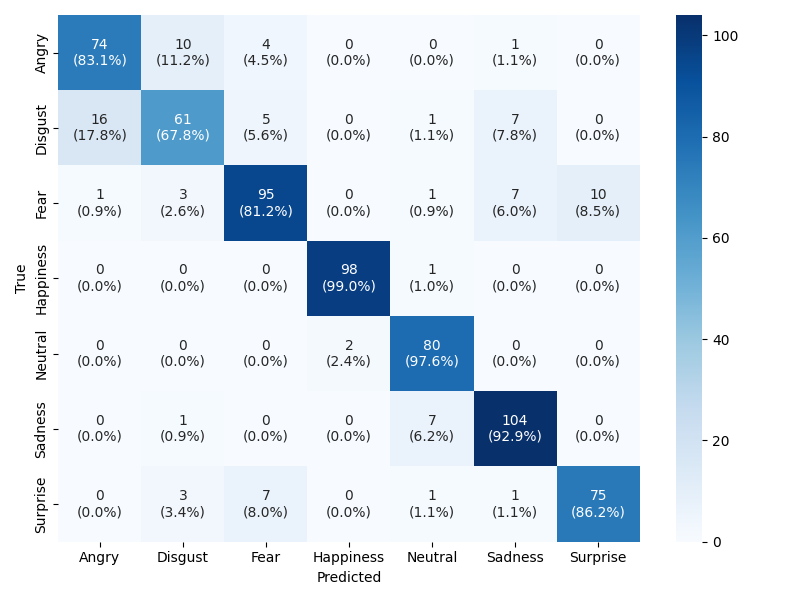 Angry 74 10 4 0 0 1 0 100
(83.1%) (11.2%) (4.5%) (0.0%) (0.0%) (1.1%) (0.0%)
Disgust 16 61 5 0 1 7 0 80
(17.8%) (67.8%) (5.6%) (0.0%) (1.1%) (7.8%) (0.0%)
Fear 1 3 95 0 1 7 10 60
(0.9%) (2.6%) (81.2%) (0.0%) (0.9%) (6.0%) (8.5%)
True
Happiness 0 0 0 98 1 0 0 40
(0.0%) (0.0%) (0.0%) (99.0%) (1.0%) (0.0%) (0.0%)
Neutral 0 0 0 2 80 0 0
(0.0%) (0.0%) (0.0%) (2.4%) (97.6%) (0.0%) (0.0%)
Sadness 0 1 0 0 7 104 0 20
(0.0%) (0.9%) (0.0%) (0.0%) (6.2%) (92.9%) (0.0%)
Surprise 0 3 7 0 1 1 75 0
(0.0%) (3.4%) (8.0%) (0.0%) (1.1%) (1.1%) (86.2%)
Angry Disgust Fear Happiness Neutral Sadness Surprise
Predicted